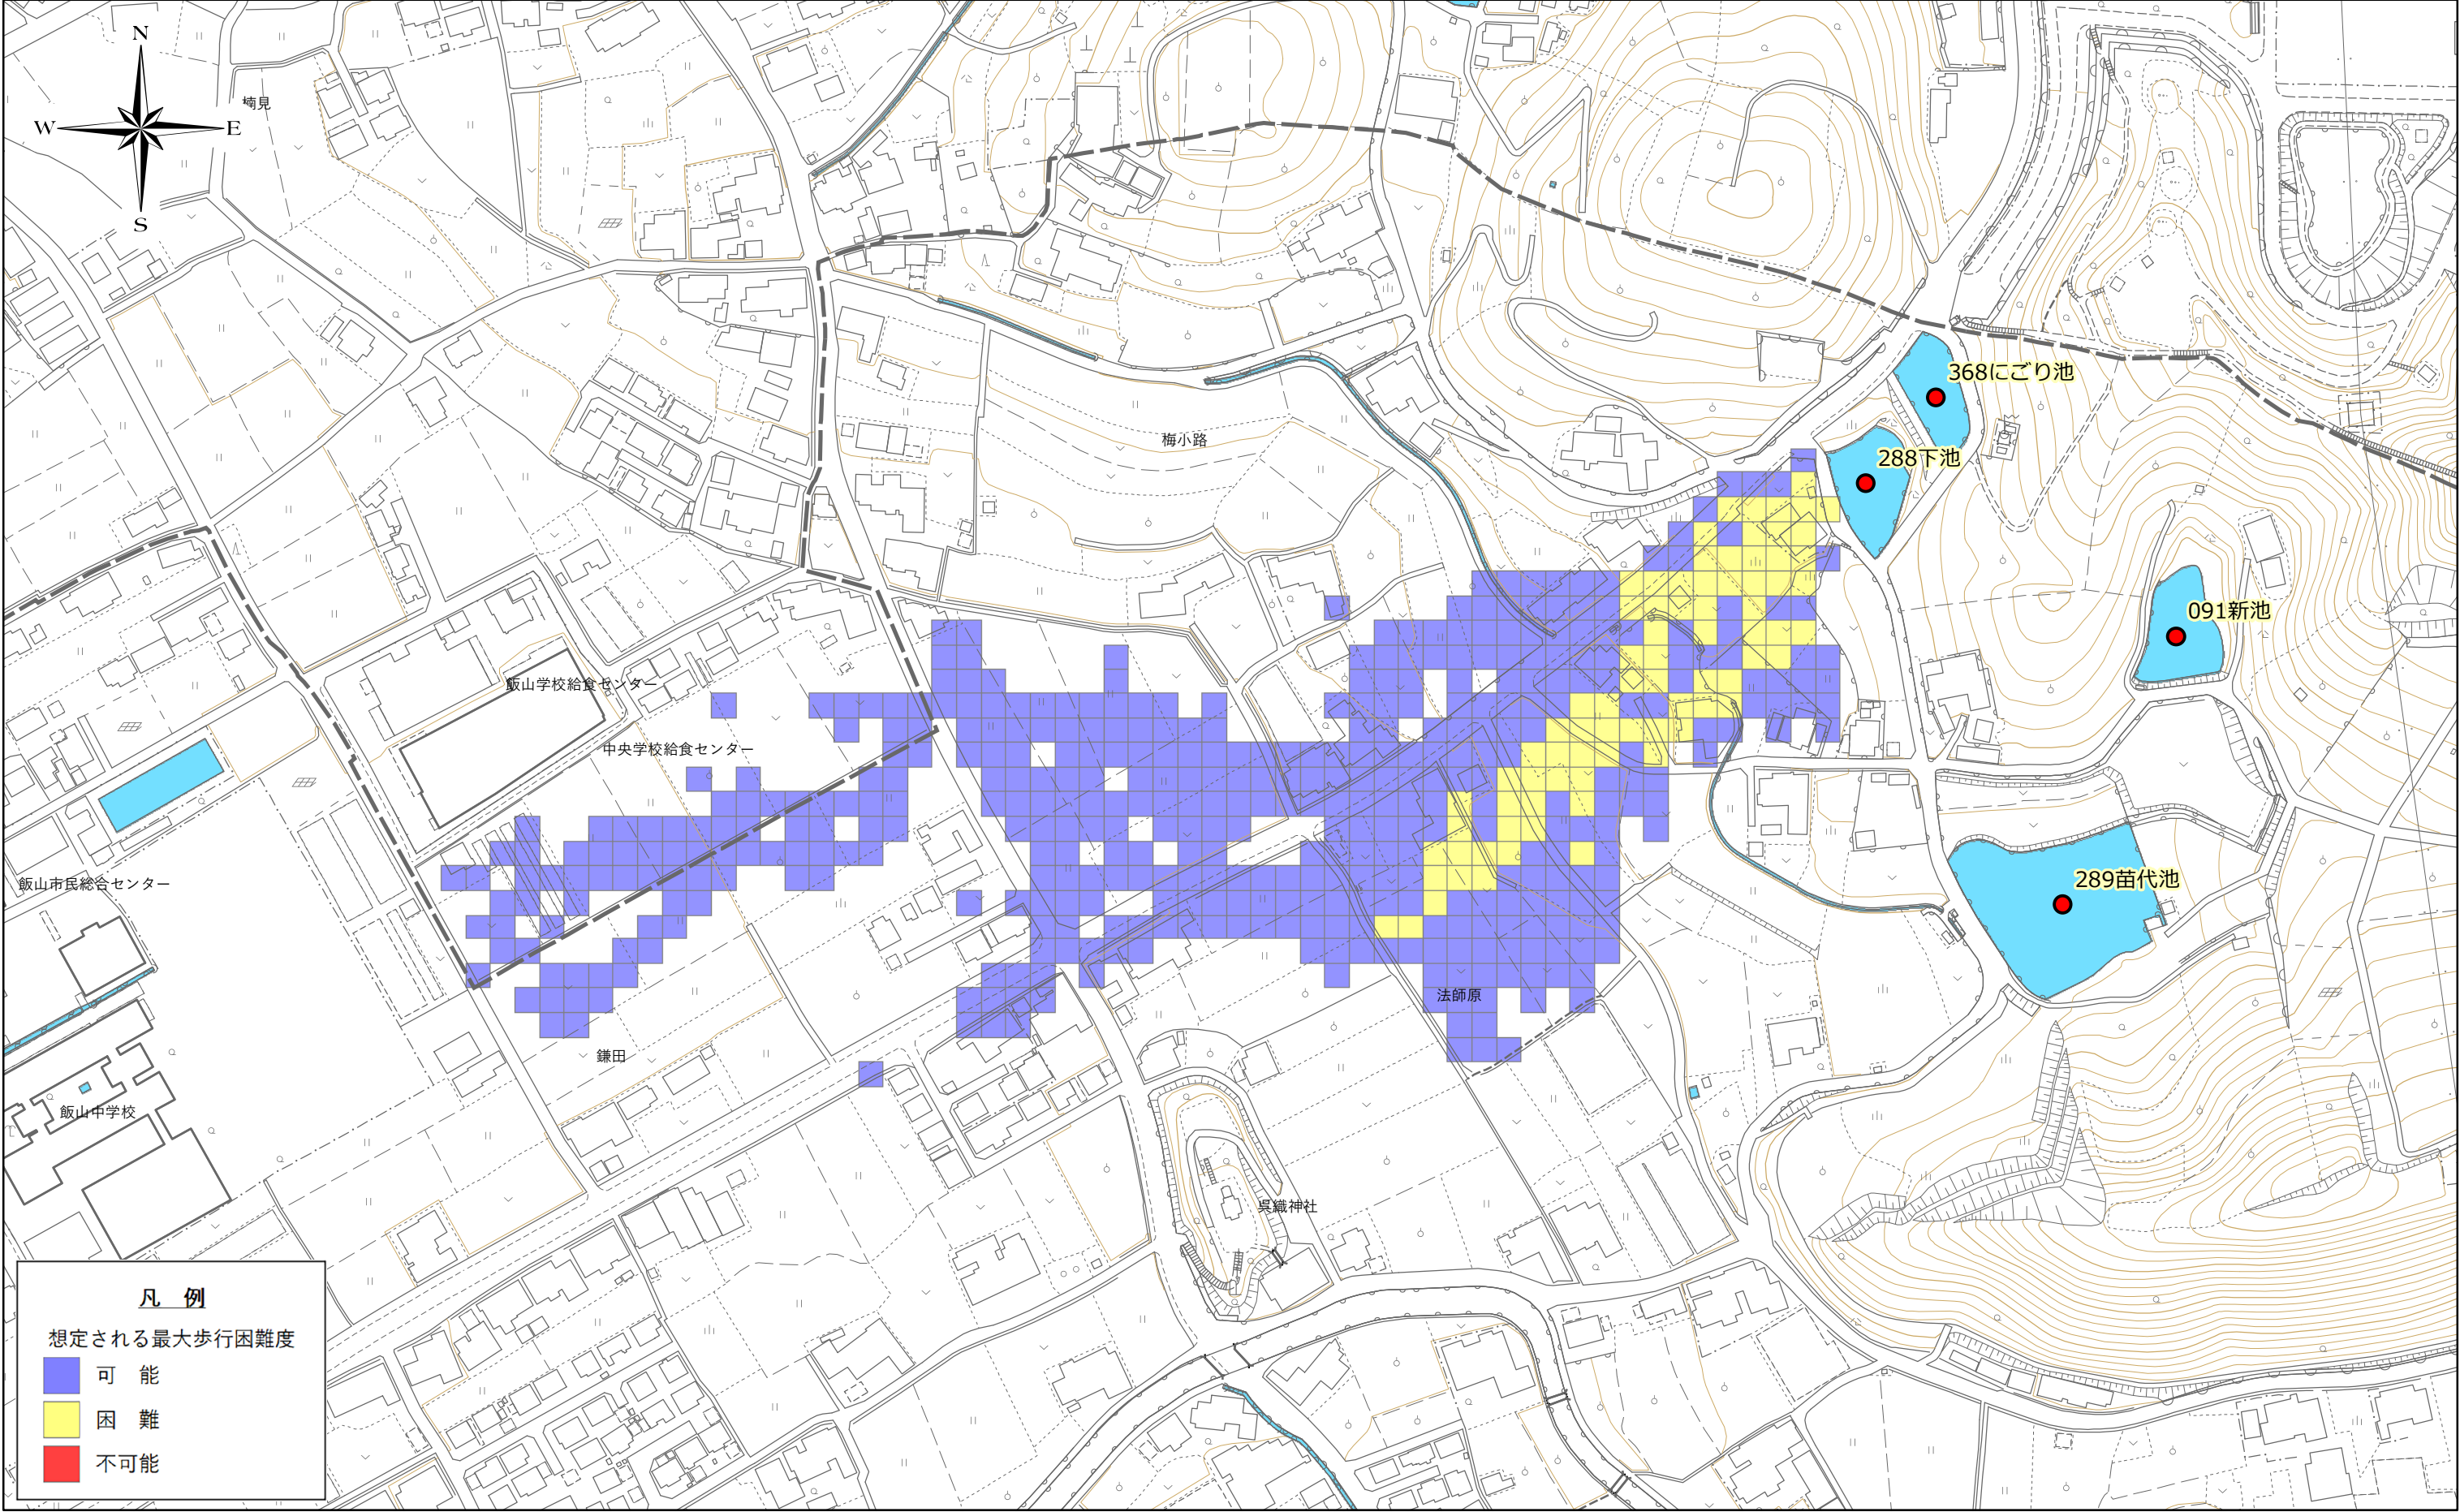 N
W
E
S
楠見
368にごり池
288下池
梅小路
091新池
飯山学校給食センター
中央学校給食センター
飯山市民総合センター
289苗代池
法師原
鎌田
飯山中学校
呉織神社
凡　例
想定される最大歩行困難度
可　能
困　難
不可能